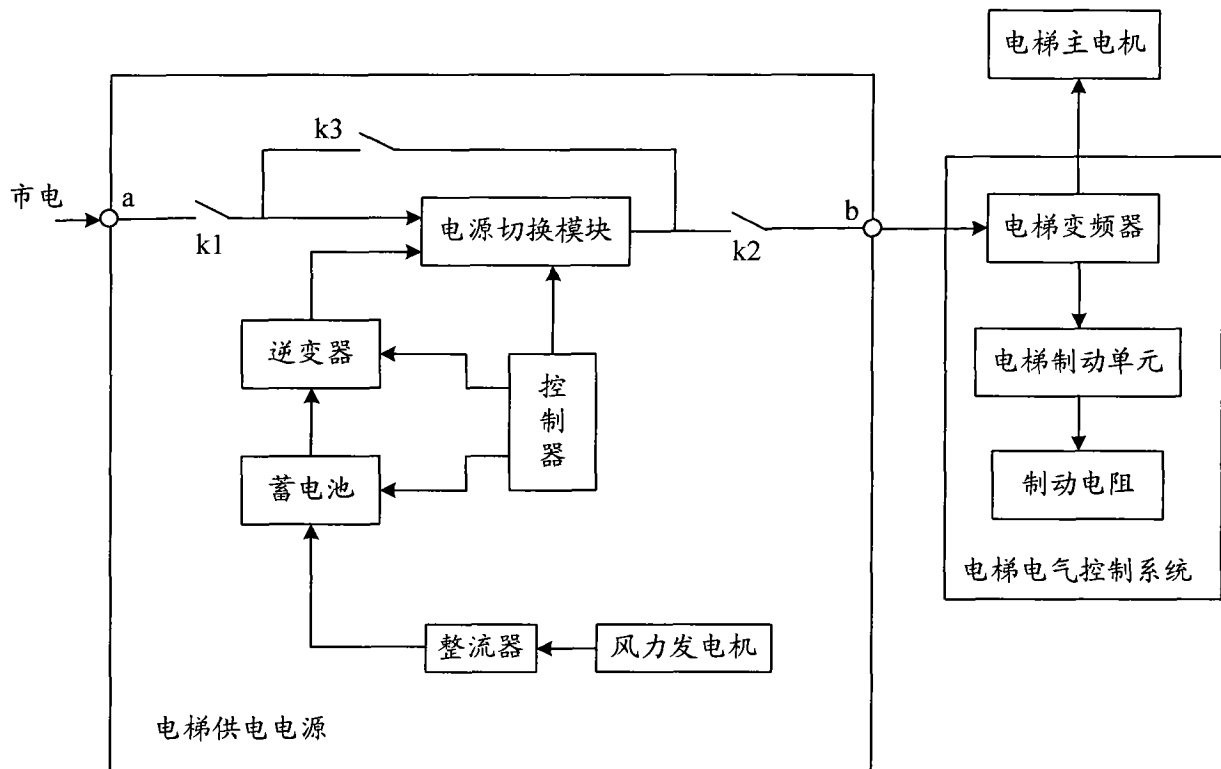 电梯主电机
k3
市电
a
k1
电源切换模块
k2
b
电梯变频器
逆变器
控制器
电梯制动单元
蓄电池
制动电阻
电梯电气控制系统
整流器
风力发电机
电梯供电电源